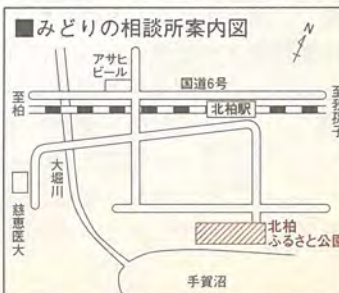 ■みどりの相談所案内図
N
アサヒ
ビール
国道6号
至柏
北柏駅
至我孫子
大堀川
慈恵医大
北柏
ふるさと公園
手賀沼